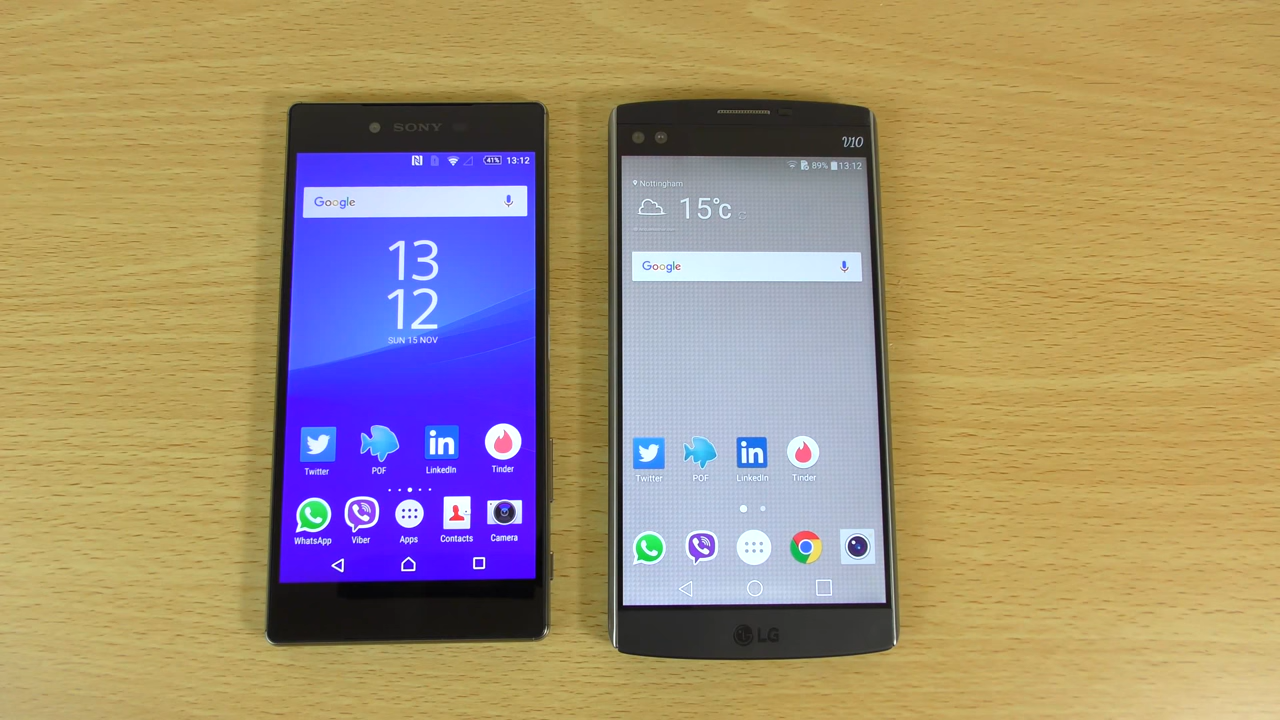 SONY
41% 13:12
Google
13
12
SUN 15 NOV
Twitter
POF
LinkedIn
Tinder
WhatsApp
Viber
Apps
Contacts
Camera
V10
89% 13:12
Nottingham
15°c
Google
Twitter
POF
LinkedIn
Tinder
LG